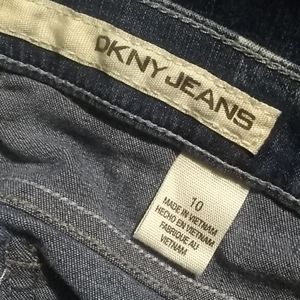 DKNY JEANS
10
MADE IN VIETNAM
HECHO EN VIETNAM
FABRIQUE AU
VIETNAM